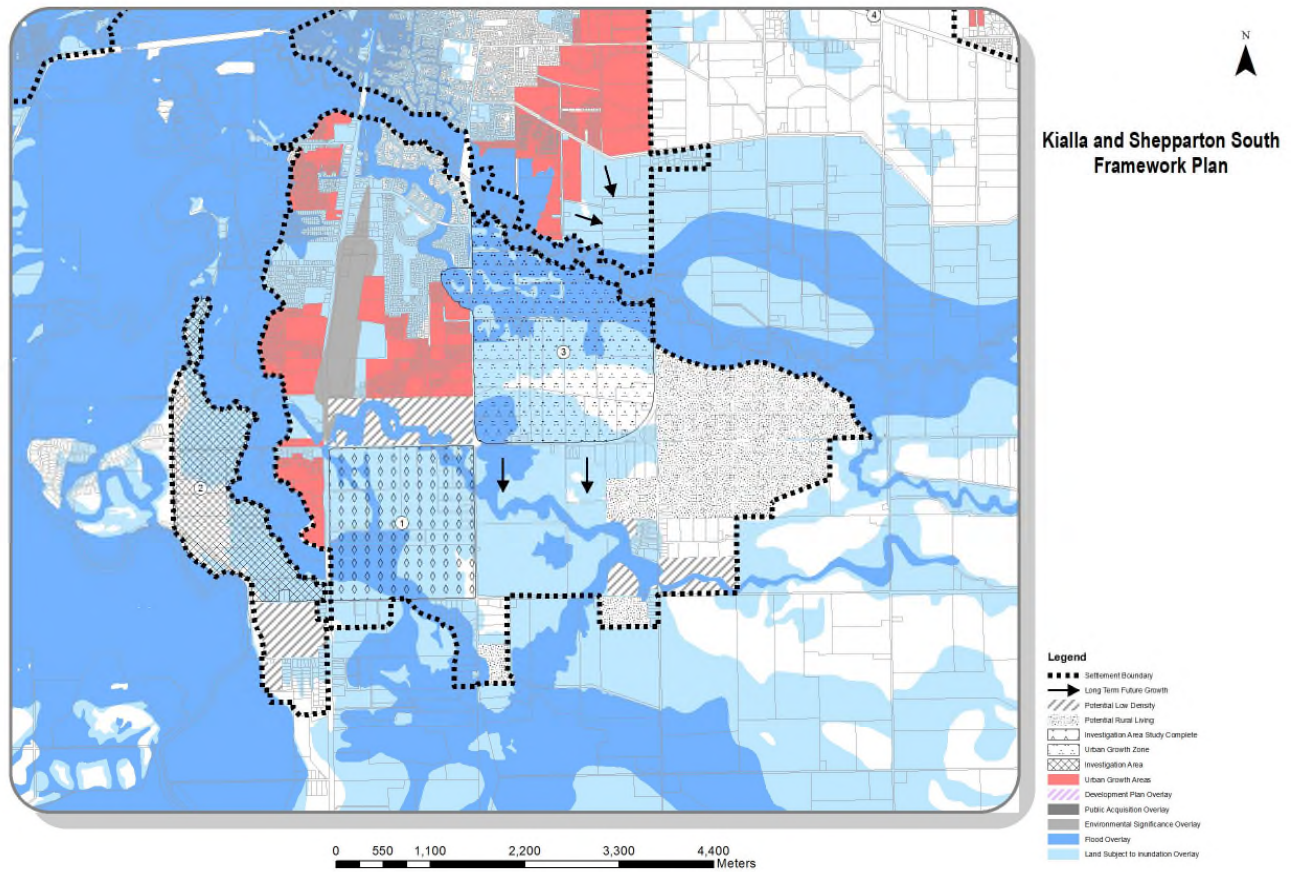 4
N
Kialla and Shepparton South
Framework Plan
3
2
1
Legend
Settlement Boundary
Long Term Future Growth
Potential Low Density
Potential Rural Living
Investigation Area Study Complete
Urban Growth Zone
Investigation Area
Urban Growth Areas
Development Plan Overlay
Public Acquisition Overlay
Environmental Significance Overlay
Flood Overlay
Land Subject to Inundation Overlay
0 550 1,100 2,200 3,300 4,400
Meters